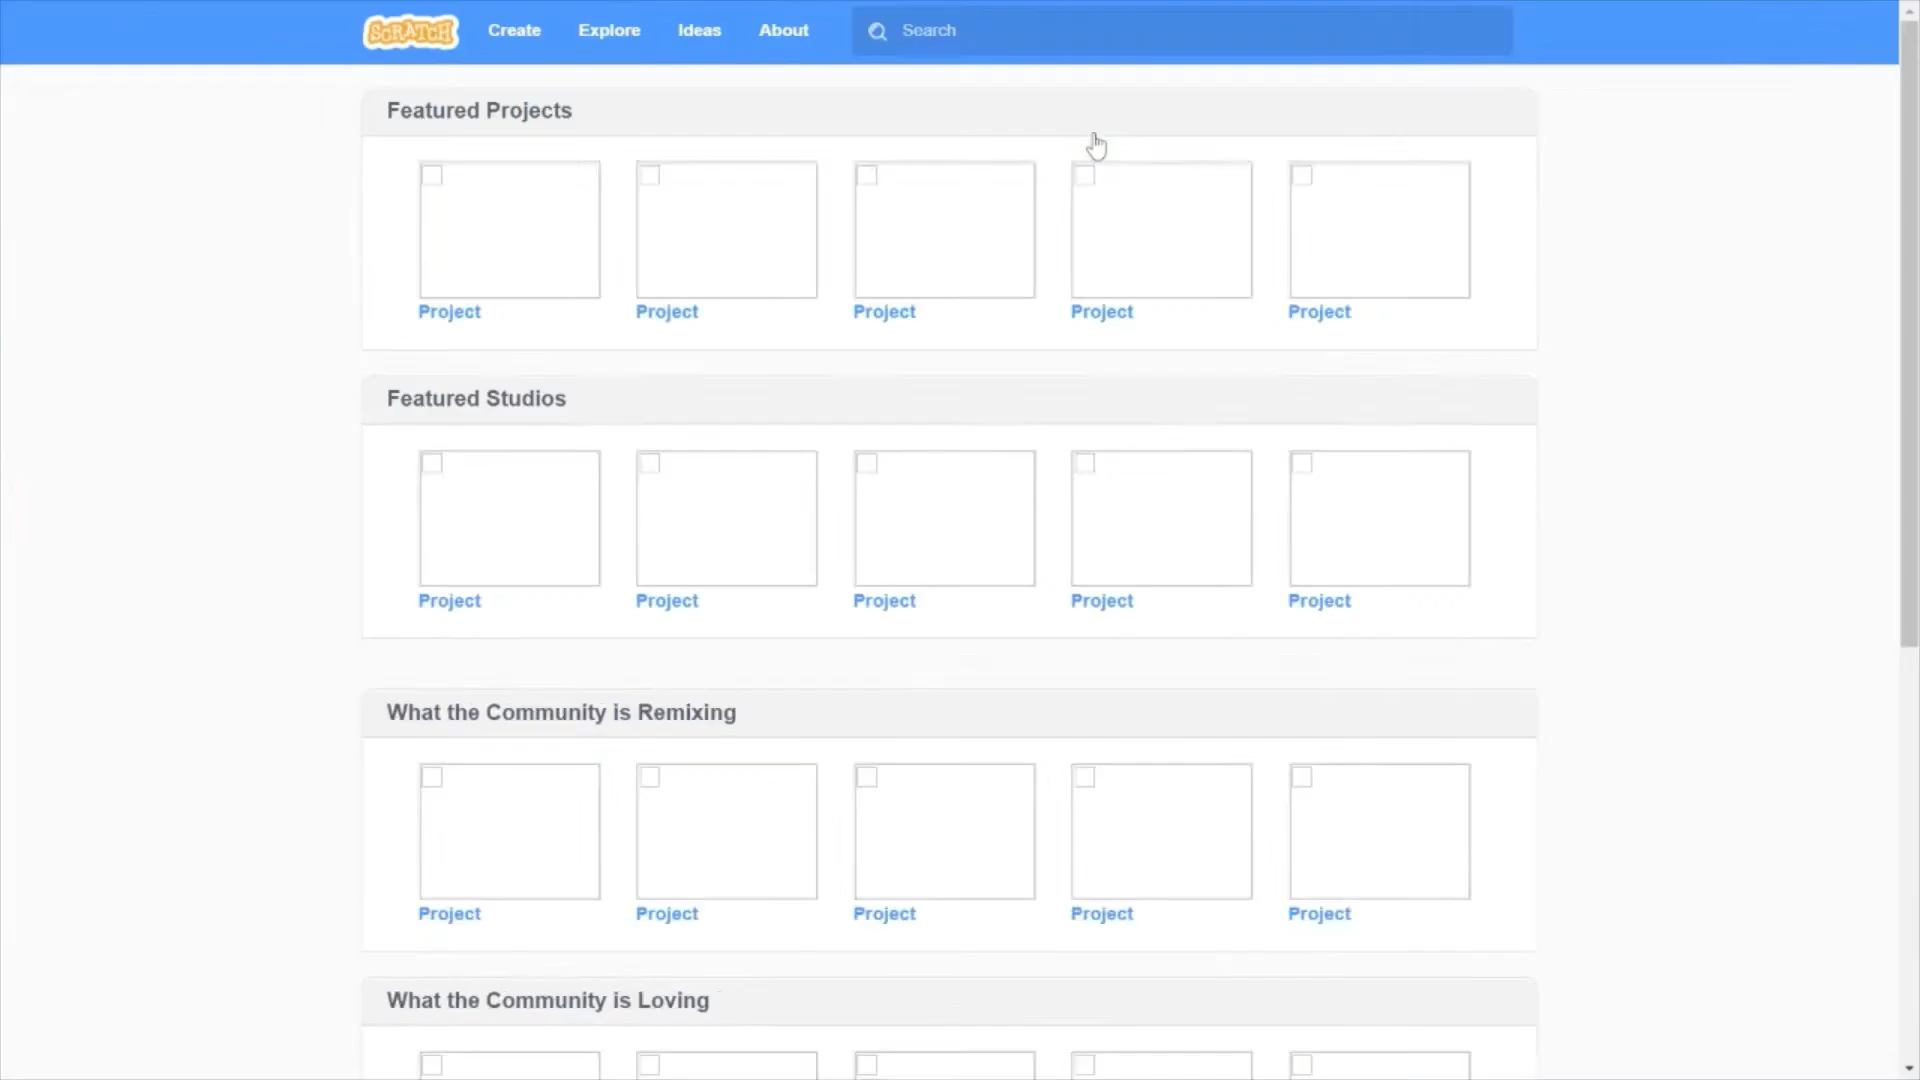 SCRATCH Create Explore Ideas About Search
Featured Projects
Project Project Project Project Project
Featured Studios
Project Project Project Project Project
What the Community is Remixing
Project Project Project Project Project
What the Community is Loving